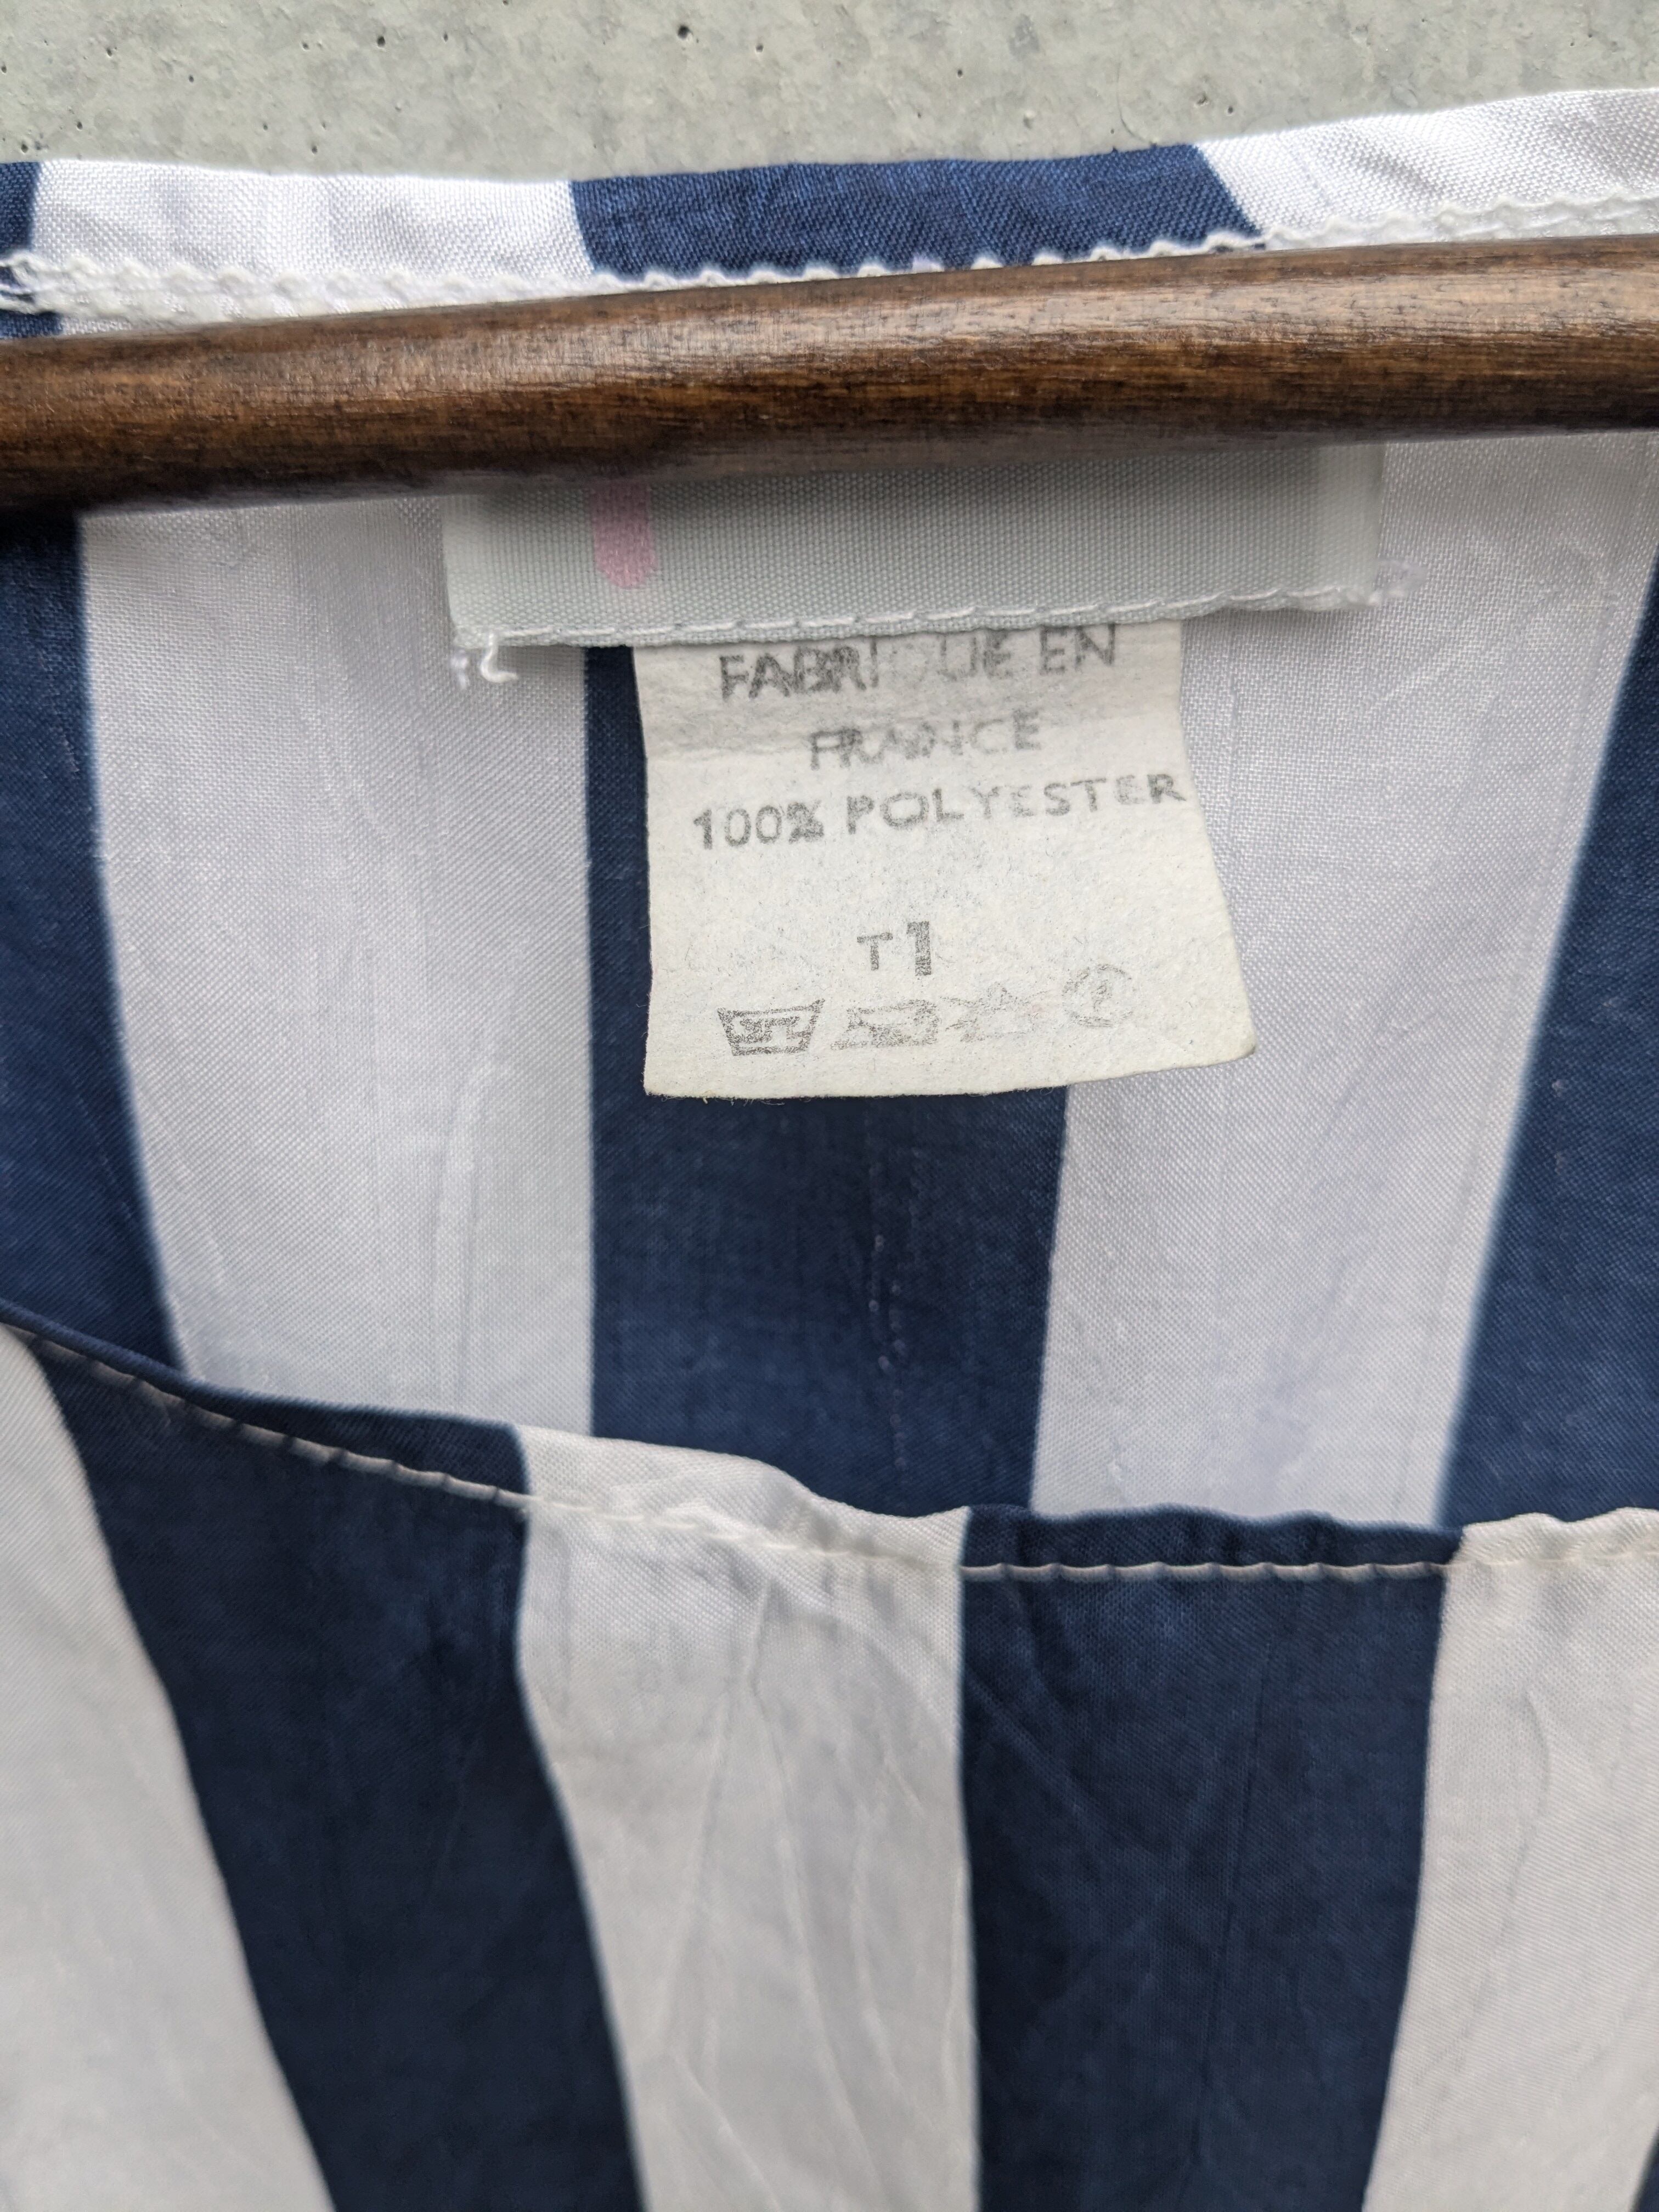 FABRIQUE EN
FRANCE
100% POLYESTER
T1